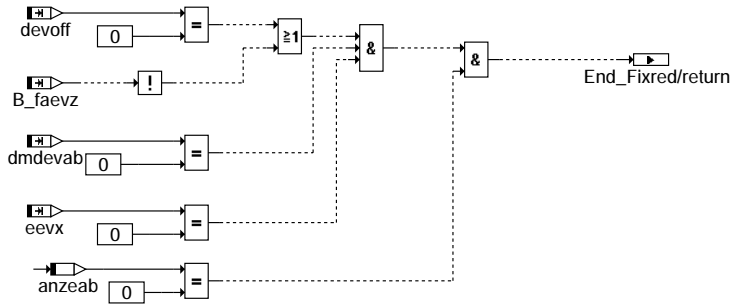 devoff
0
=
≥1
&
&
End_Fixred/return
B_faevz
!
dmdevab
0
=
eevx
0
=
anzeab
0
=